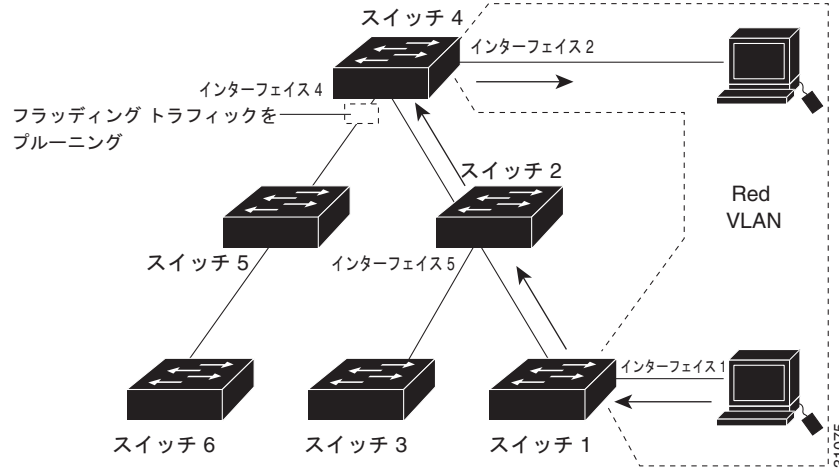 スイッチ 4
インターフェイス 2
インターフェイス 4
フラッディング トラフィックを
プルーニング
スイッチ 2
Red
VLAN
スイッチ 5
インターフェイス 5
インターフェイス 1
スイッチ 6
スイッチ 3
スイッチ 1